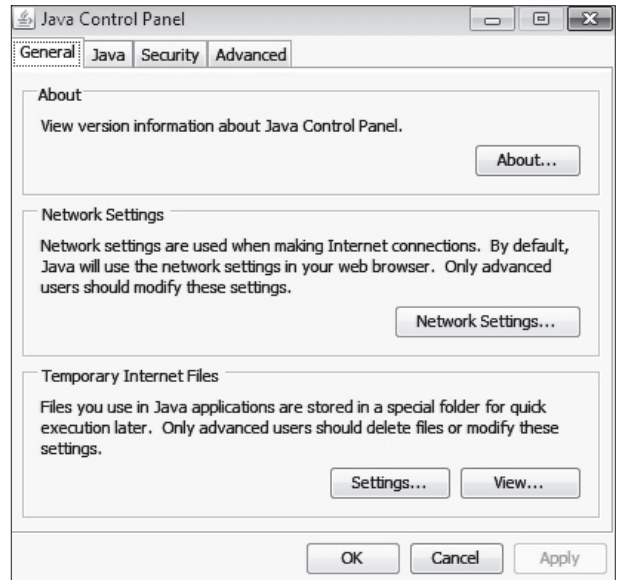 Java Control Panel
General Java Security Advanced
About
View version information about Java Control Panel.
About...
Network Settings
Network settings are used when making Internet connections. By default,
Java will use the network settings in your web browser. Only advanced
users should modify these settings.
Network Settings...
Temporary Internet Files
Files you use in Java applications are stored in a special folder for quick
execution later. Only advanced users should delete files or modify these
settings.
Settings... View...
OK Cancel Apply